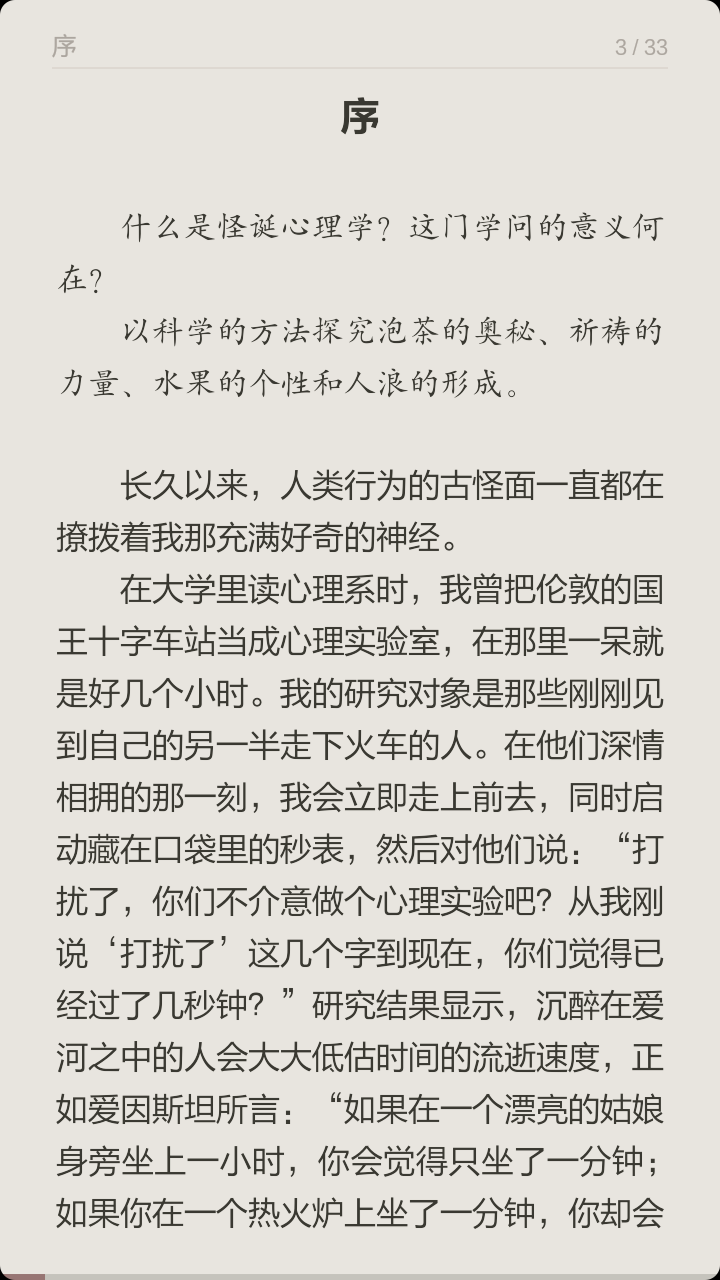 序
3 / 33
序
什么是怪诞心理学？这门学问的意义何
在？
以科学的方法探究泡茶的奥秘、祈祷的
力量、水果的个性和人浪的形成。
长久以来，人类行为的古怪面一直都在
撩拨着我那充满好奇的神经。
在大学里读心理系时，我曾把伦敦的国
王十字车站当成心理实验室，在那里一呆就
是好几个小时。我的研究对象是那些刚刚见
到自己的另一半走下火车的人。在他们深情
相拥的那一刻，我会立即走上前去，同时启
动藏在口袋里的秒表，然后对他们说：“打
扰了，你们不介意做个心理实验吧？从我刚
说‘打扰了’这几个字到现在，你们觉得已
经过了几秒钟？”研究结果显示，沉醉在爱
河之中的人会大大低估时间的流逝速度，正
如爱因斯坦所言：“如果在一个漂亮的姑娘
身旁坐上一小时，你会觉得只坐了一分钟；
如果你在一个热火炉上坐了一分钟，你却会